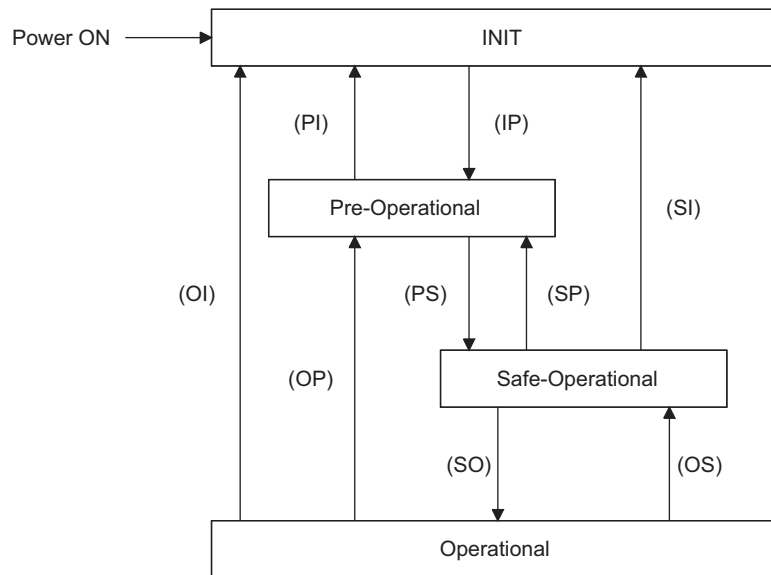 Power ON
INIT
(PI)
(IP)
Pre-Operational
(SI)
(OI)
(PS)
(SP)
(OP)
Safe-Operational
(SO)
(OS)
Operational